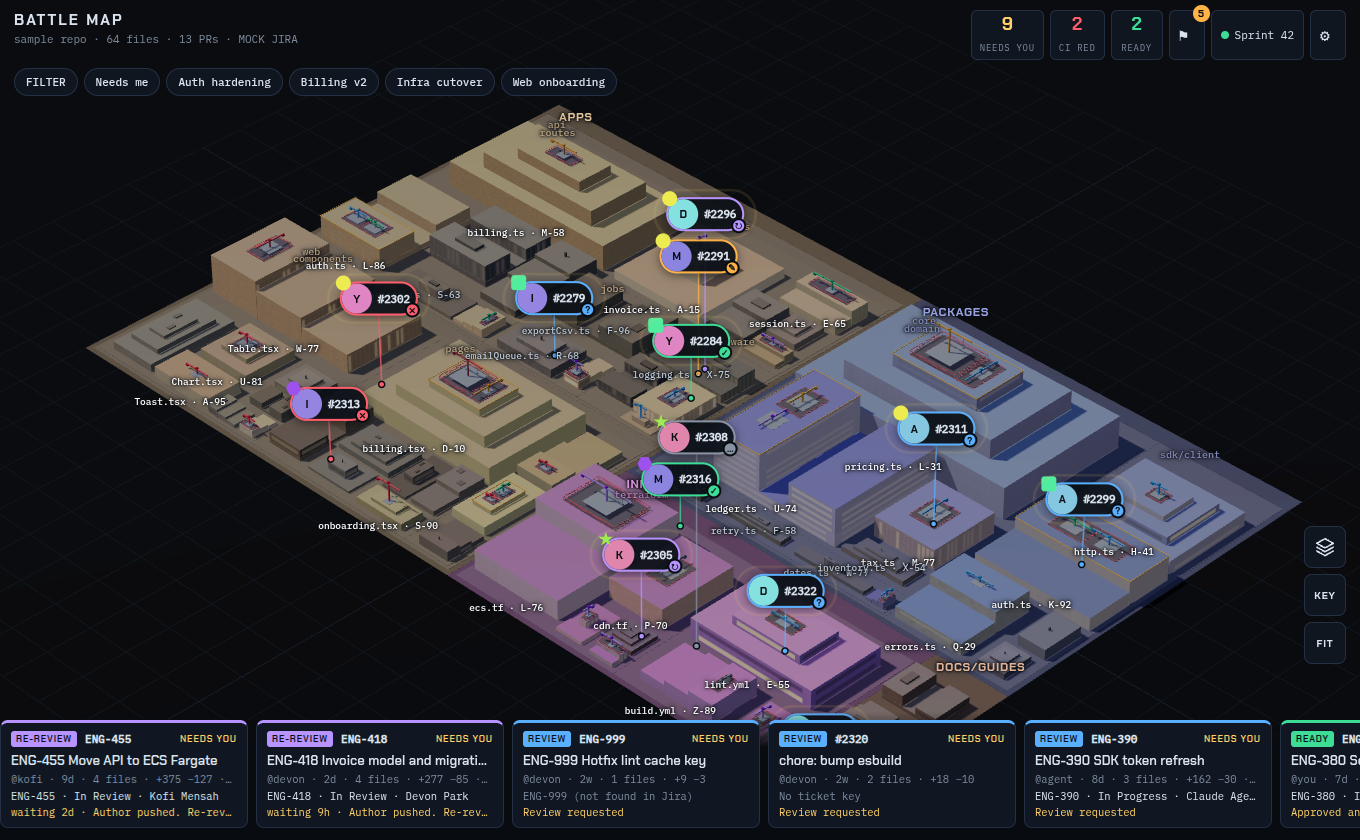 BATTLE MAP
sample repo · 64 files · 13 PRs · MOCK JIRA
9
NEEDS YOU
2
CI RED
2
READY
5
Sprint 42
FILTER
Needs me
Auth hardening
Billing v2
Infra cutover
Web onboarding
APPS
api
routes
D #2296
billing.ts · M-58
M #2291
web
components
auth.ts · L-86
Y #2302
· S-63
I #2279
jobs
invoice.ts · A-15
session.ts · E-65
PACKAGES
core
domain
exportCsv.ts · F-96
Y #2284
Table.tsx · W-77
pages
emailQueue.ts · R-68
logging.ts · X-75
Chart.tsx · U-81
Toast.tsx · A-95
I #2313
A #2311
K #2308
billing.tsx · D-10
sdk/client
pricing.ts · L-31
M #2316
terraform
A #2299
ledger.ts · U-74
onboarding.tsx · S-90
retry.ts · F-58
K #2305
http.ts · H-41
tax.ts · M-77
inventory.ts · X-54
dates.ts · W-77
D #2322
ecs.tf · L-76
auth.ts · K-92
cdn.tf · P-70
errors.ts · Q-29
DOCS/GUIDES
lint.yml · E-55
build.yml · Z-89
KEY
FIT
RE-REVIEW ENG-455 NEEDS YOU
ENG-455 Move API to ECS Fargate
@kofi · 9d · 4 files · +375 -127 ·…
ENG-455 · In Review · Kofi Mensah
waiting 2d · Author pushed. Re-rev…
RE-REVIEW ENG-418 NEEDS YOU
ENG-418 Invoice model and migrati…
@devon · 2d · 4 files · +277 -85 ·…
ENG-418 · In Review · Devon Park
waiting 9h · Author pushed. Re-rev…
REVIEW ENG-999 NEEDS YOU
ENG-999 Hotfix lint cache key
@devon · 2w · 1 files · +9 -3
ENG-999 (not found in Jira)
Review requested
REVIEW #2320 NEEDS YOU
chore: bump esbuild
@devon · 2w · 2 files · +18 -10
No ticket key
Review requested
REVIEW ENG-390 NEEDS YOU
ENG-390 SDK token refresh
@agent · 8d · 3 files · +162 -30 ·…
ENG-390 · In Progress · Claude Age…
Review requested
READY
ENG-380 Se
@you · 7d ·
ENG-380 · I
Approved an